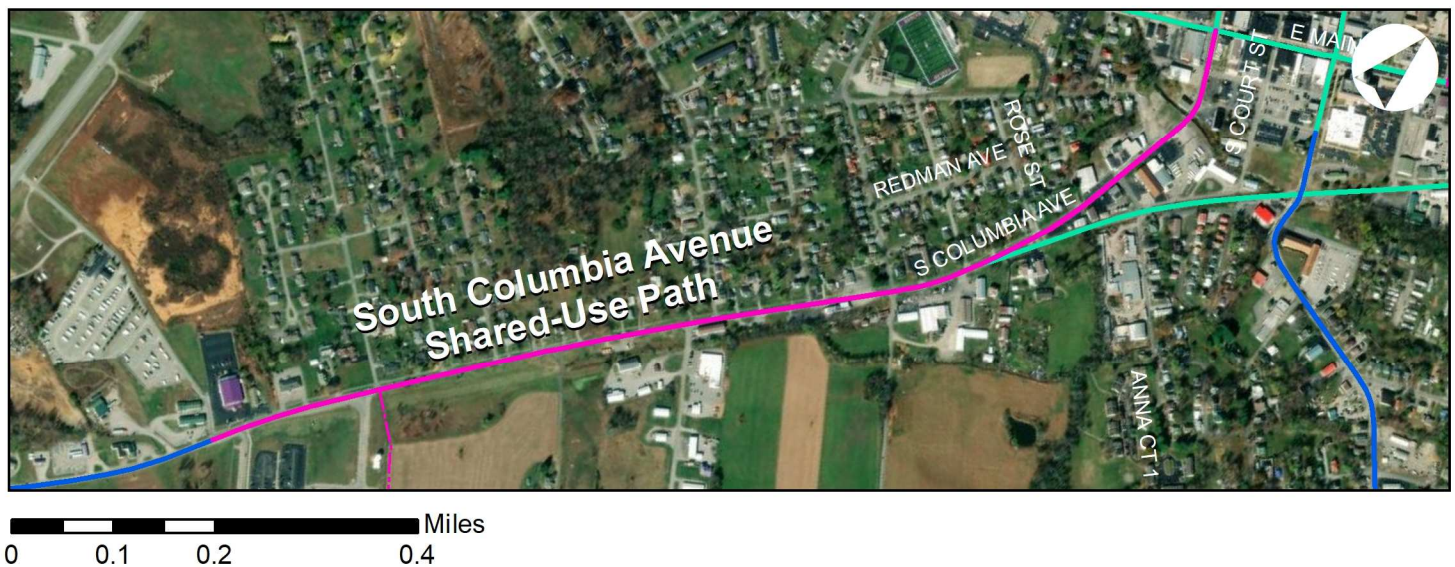 E MAIN
S COURT ST
ROSE ST
REDMAN AVE
S COLUMBIA AVE
South Columbia Avenue
Shared-Use Path
ANNA CT 1
Miles
0 0.1 0.2 0.4